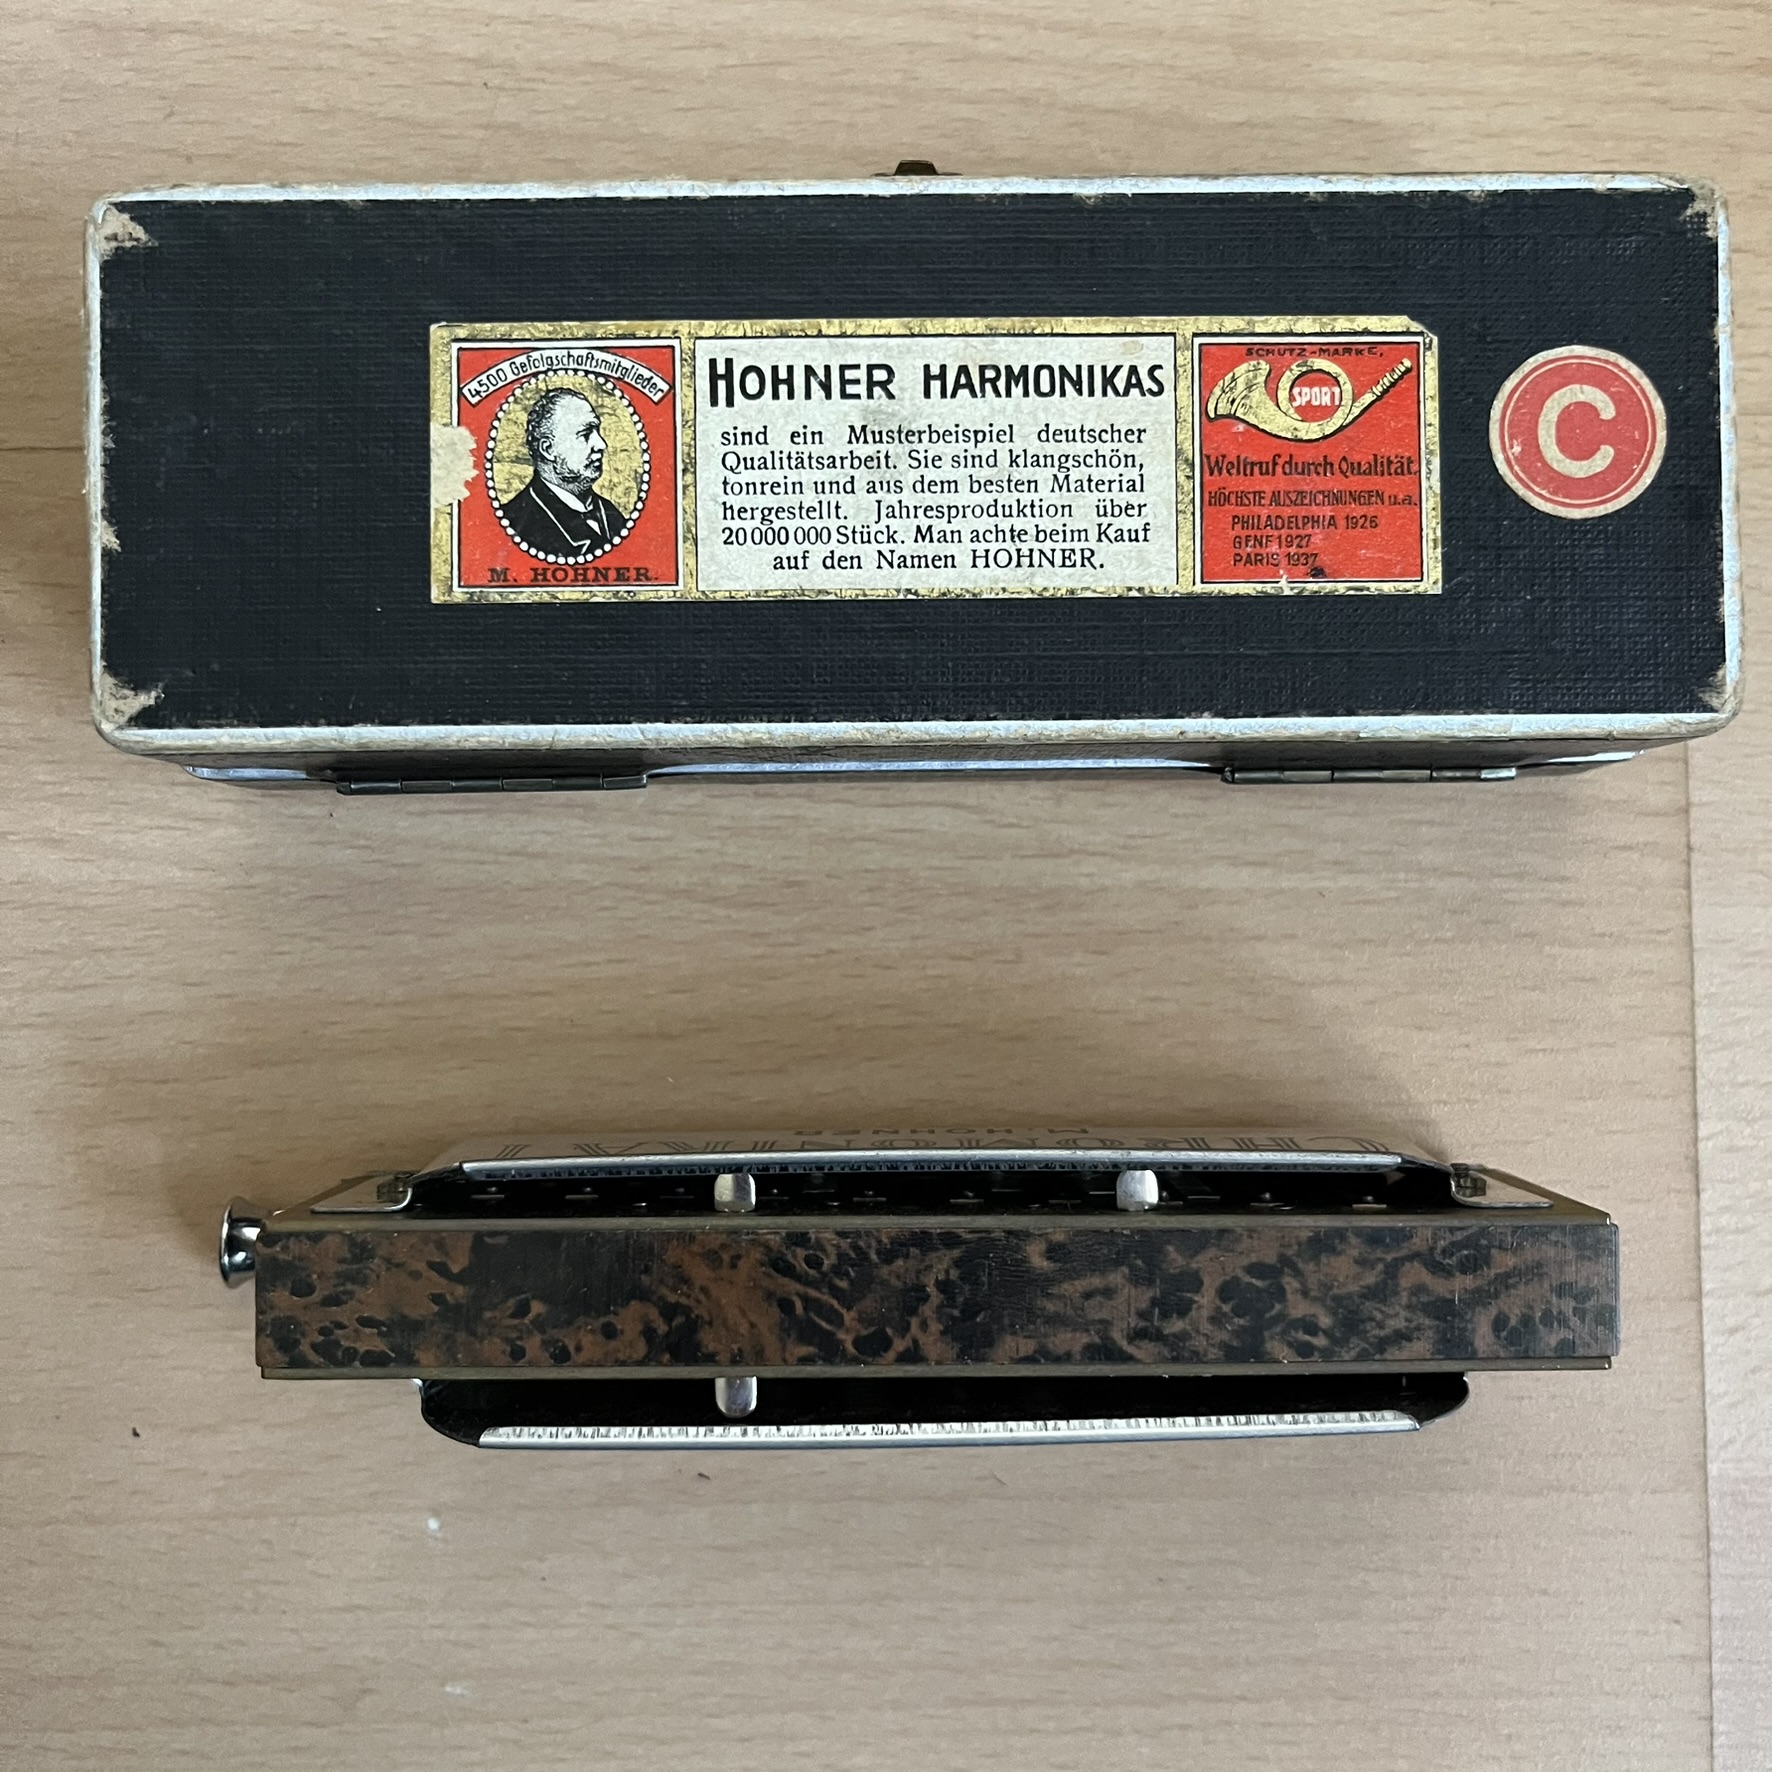 4500 Gefolgschaftsmitglieder
M. HOHNER.
HOHNER HARMONIKAS
sind ein Musterbeispiel deutscher
Qualitätsarbeit. Sie sind klangschön,
tonrein und aus dem besten Material
hergestellt. Jahresproduktion über
20 000 000 Stück. Man achte beim Kauf
auf den Namen HOHNER.
SCHUTZ-MARKE,
SPORT
Weltruf durch Qualität.
HÖCHSTE AUSZEICHNUNGEN u.a.
PHILADELPHIA 1926
GENF 1927
PARIS 1937
C
M. HOHNER